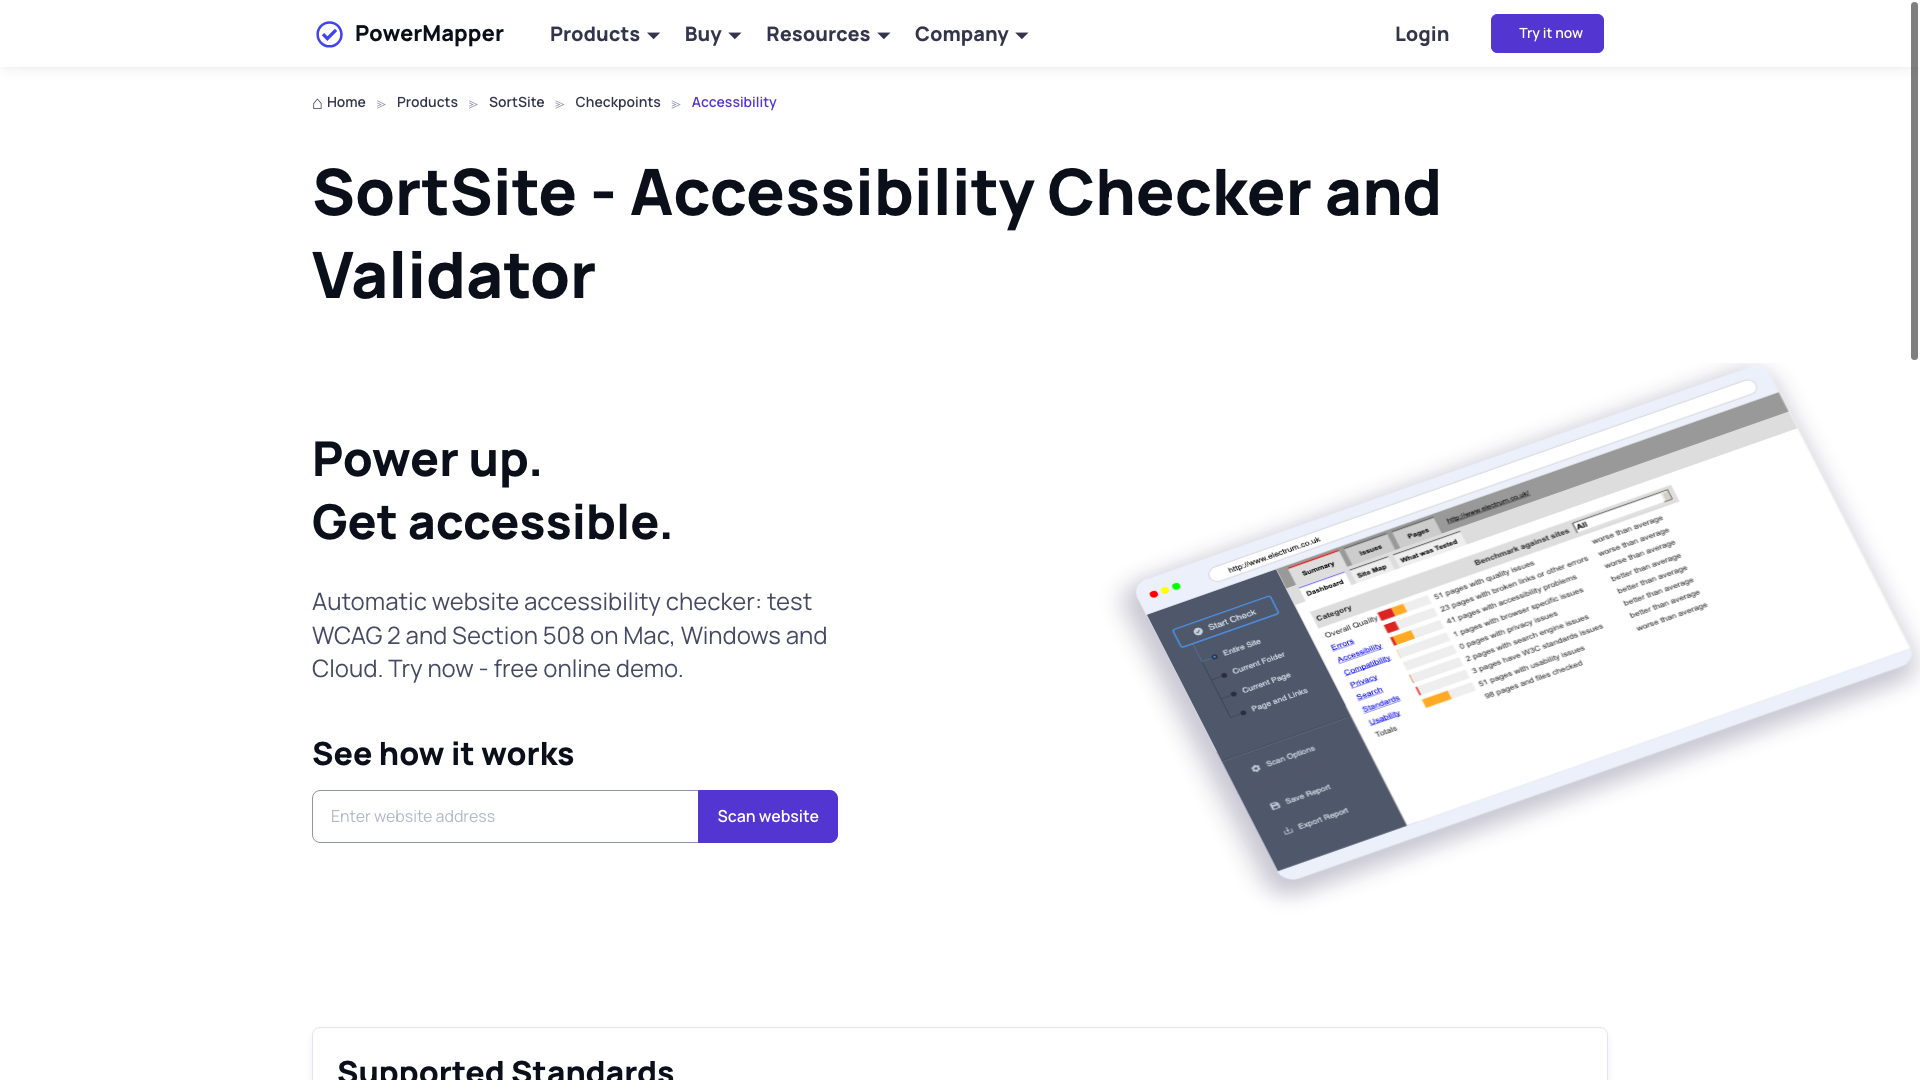 PowerMapper
Products
Buy
Resources
Company
Login
Try it now
Home
Products
SortSite
Checkpoints
Accessibility
SortSite - Accessibility Checker and
Validator
Power up.
Get accessible.
Automatic website accessibility checker: test
WCAG 2 and Section 508 on Mac, Windows and
Cloud. Try now - free online demo.
See how it works
Enter website address
Scan website
http://www.electrum.co.uk
Summary
Issues
Pages
http://www.electrum.co.uk/
Dashboard
Site Map
What was Tested
Start Check
Entire Site
Current Folder
Current Page
Page and Links
Scan Options
Save Report
Export Report
Category
Benchmark against sites
All
Overall Quality
51 pages with quality issues
worse than average
Errors
23 pages with broken links or other errors
worse than average
Accessibility
41 pages with accessibility problems
worse than average
Compatibility
1 pages with browser specific issues
better than average
Privacy
0 pages with privacy issues
better than average
Search
2 pages with search engine issues
better than average
Standards
3 pages have W3C standards issues
better than average
Usability
51 pages with usability issues
worse than average
Totals
98 pages and files checked
Supported Standards